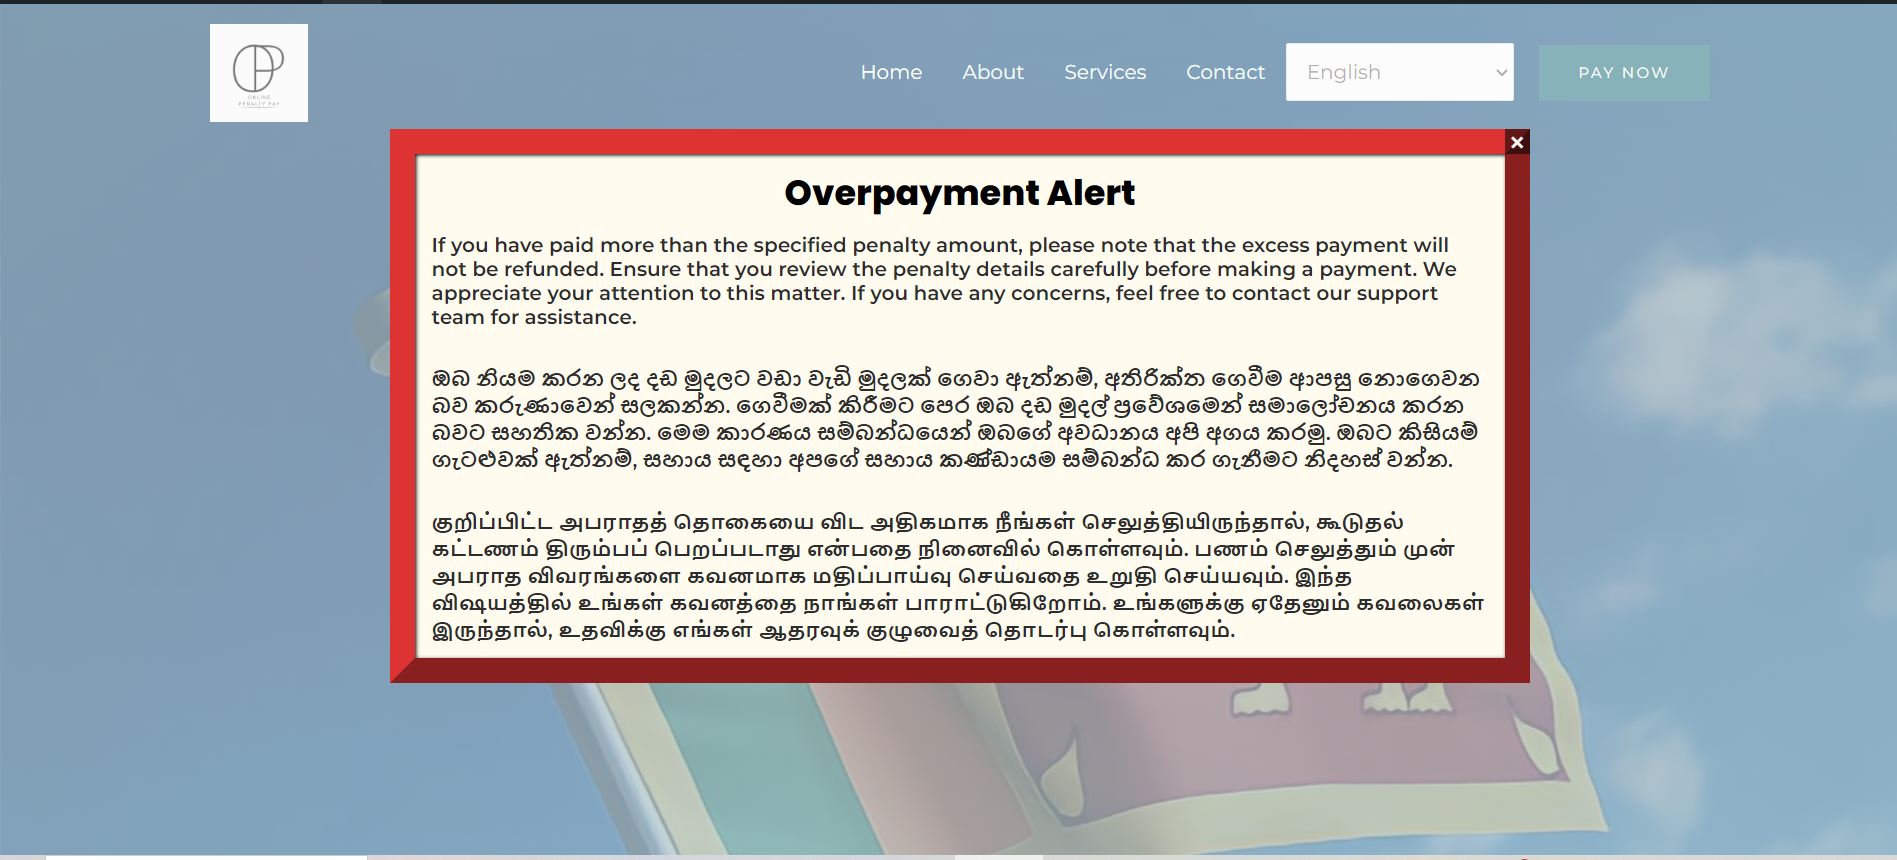 ONLINE
PENALTY PAY
Home
About
Services
Contact
English
PAY NOW
Overpayment Alert
If you have paid more than the specified penalty amount, please note that the excess payment will
not be refunded. Ensure that you review the penalty details carefully before making a payment. We
appreciate your attention to this matter. If you have any concerns, feel free to contact our support
team for assistance.
ඔබ නියම කරන ලද දඩ මුදලට වඩා වැඩි මුදලක් ගෙවා ඇත්නම්, අතිරික්ත ගෙවීම ආපසු නොගෙවන
බව කරුණාවෙන් සලකන්න. ගෙවීමක් කිරීමට පෙර ඔබ දඩ මුදල් ප්‍රවේශමෙන් සමාලෝචනය කරන
බවට සහතික වන්න. මෙම කාරණය සම්බන්ධයෙන් ඔබගේ අවධානය අපි අගය කරමු. ඔබට කිසියම්
ගැටළුවක් ඇත්නම්, සහාය සඳහා අපගේ සහාය කණ්ඩායම සම්බන්ධ කර ගැනීමට නිදහස් වන්න.
குறிப்பிட்ட அபராதத் தொகையை விட அதிகமாக நீங்கள் செலுத்தியிருந்தால், கூடுதல்
கட்டணம் திரும்பப் பெறப்படாது என்பதை நினைவில் கொள்ளவும். பணம் செலுத்தும் முன்
அபராத விவரங்களை கவனமாக மதிப்பாய்வு செய்வதை உறுதி செய்யவும். இந்த
விஷயத்தில் உங்கள் கவனத்தை நாங்கள் பாராட்டுகிறோம். உங்களுக்கு ஏதேனும் கவலைகள்
இருந்தால், உதவிக்கு எங்கள் ஆதரவுக் குழுவைத் தொடர்பு கொள்ளவும்.